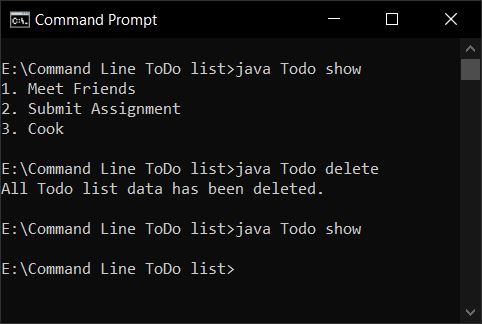 Command Prompt
E:\Command Line ToDo list>java Todo show
1. Meet Friends
2. Submit Assignment
3. Cook
E:\Command Line ToDo list>java Todo delete
All Todo list data has been deleted.
E:\Command Line ToDo list>java Todo show
E:\Command Line ToDo list>